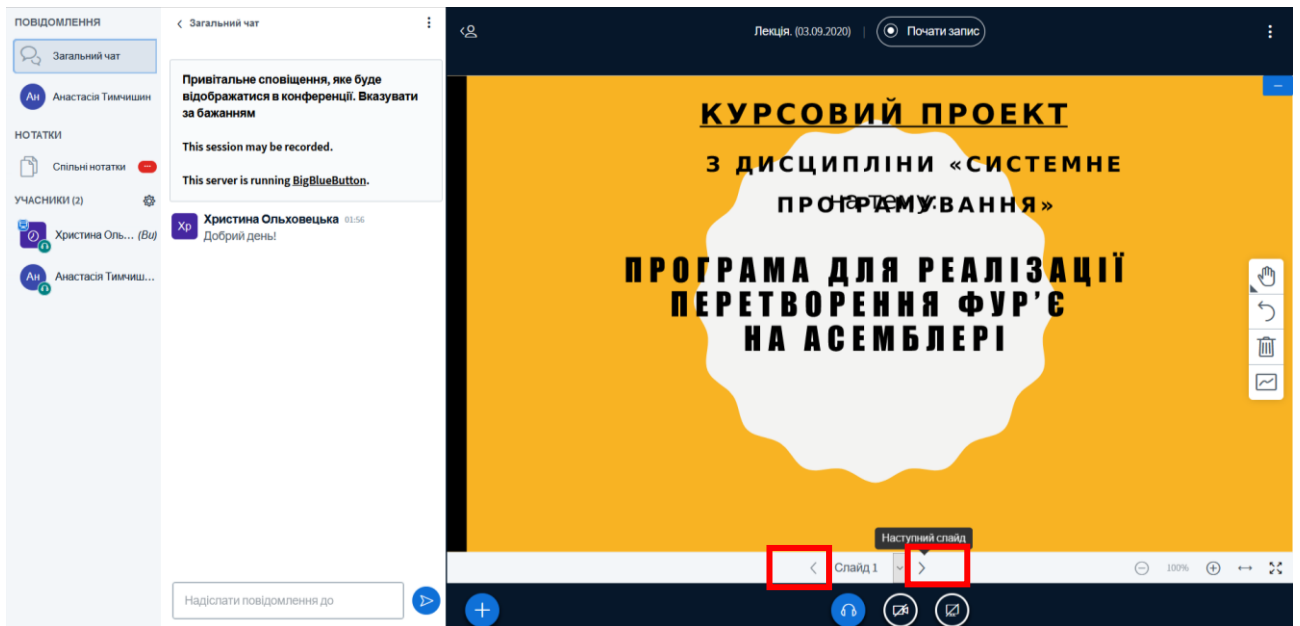 ПОВІДОМЛЕННЯ
Загальний чат
Ан
Анастасія Тимчишин
НОТАТКИ
Спільні нотатки
УЧАСНИКИ (2)
Христина Оль... (Ви)
Ан
Анастасія Тимчиш...
Загальний чат
Привітальне сповіщення, яке буде
відображатися в конференції. Вказувати
за бажанням
This session may be recorded.
This server is running BigBlueButton.
Хр
Христина Ольховецька 01:56
Добрий день!
Надіслати повідомлення до
Лекція. (03.09.2020)
Почати запис
КУРСОВИЙ ПРОЕКТ
З ДИСЦИПЛІНИ «СИСТЕМНЕ
на тему:
ПРОГРАМУВАННЯ»
ПРОГРАМА ДЛЯ РЕАЛІЗАЦІЇ
ПЕРЕТВОРЕННЯ ФУР’Є
НА АСЕМБЛЕРІ
Наступний слайд
Слайд 1
100%